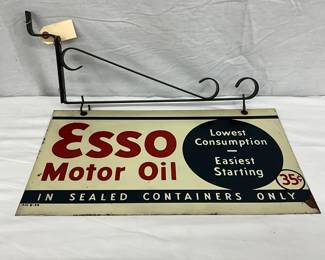 Esso
Motor Oil
Lowest
Consumption
—
Easiest
Starting
35¢
IN SEALED CONTAINERS ONLY